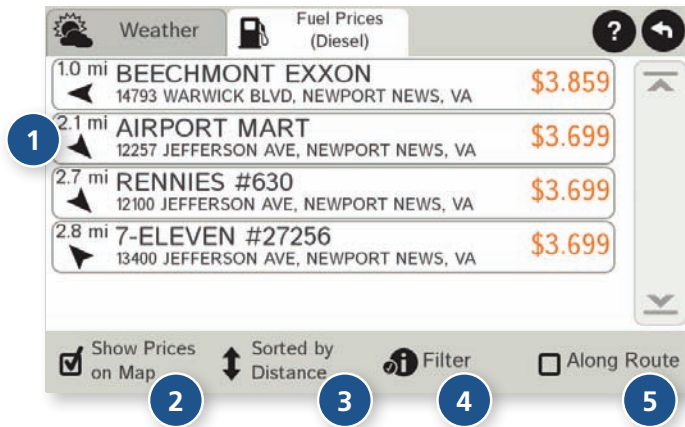 Weather
Fuel Prices
(Diesel)
?
1.0 mi BEECHMONT EXXON $3.859
14793 WARWICK BLVD, NEWPORT NEWS, VA
1
2.1 mi AIRPORT MART $3.699
12257 JEFFERSON AVE, NEWPORT NEWS, VA
2.7 mi RENNIES #630 $3.699
12100 JEFFERSON AVE, NEWPORT NEWS, VA
2.8 mi 7-ELEVEN #27256 $3.699
13400 JEFFERSON AVE, NEWPORT NEWS, VA
Show Prices
on Map
Sorted by
Distance
Filter
Along Route
2
3
4
5